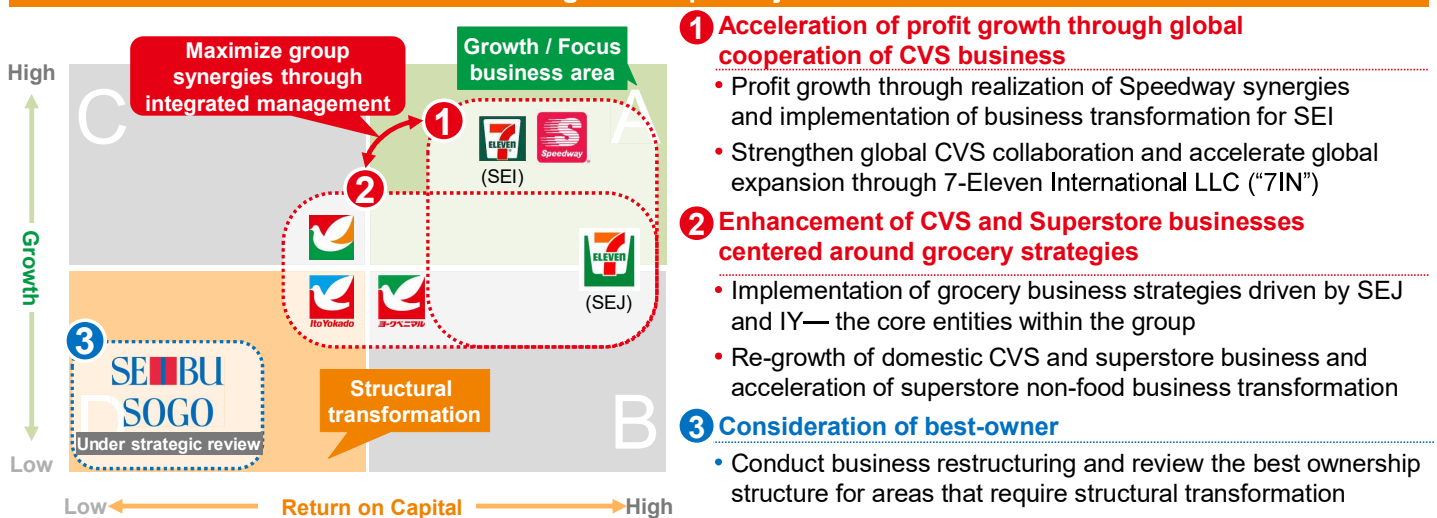 Maximize group
synergies through
integrated management
Growth / Focus
business area
High
Growth
Low
C
A
D
B
1
7
ELEVEN
S
Speedway
(SEI)
2
7
ELEVEN
(SEJ)
Ito Yokado
ヨークベニマル
3
SEIBU
SOGO
Under strategic review
Structural
transformation
Low
Return on Capital
High
1 Acceleration of profit growth through global
cooperation of CVS business
• Profit growth through realization of Speedway synergies
and implementation of business transformation for SEI
• Strengthen global CVS collaboration and accelerate global
expansion through 7-Eleven International LLC (“7IN”)
2 Enhancement of CVS and Superstore businesses
centered around grocery strategies
• Implementation of grocery business strategies driven by SEJ
and IY— the core entities within the group
• Re-growth of domestic CVS and superstore business and
acceleration of superstore non-food business transformation
3 Consideration of best-owner
• Conduct business restructuring and review the best ownership
structure for areas that require structural transformation